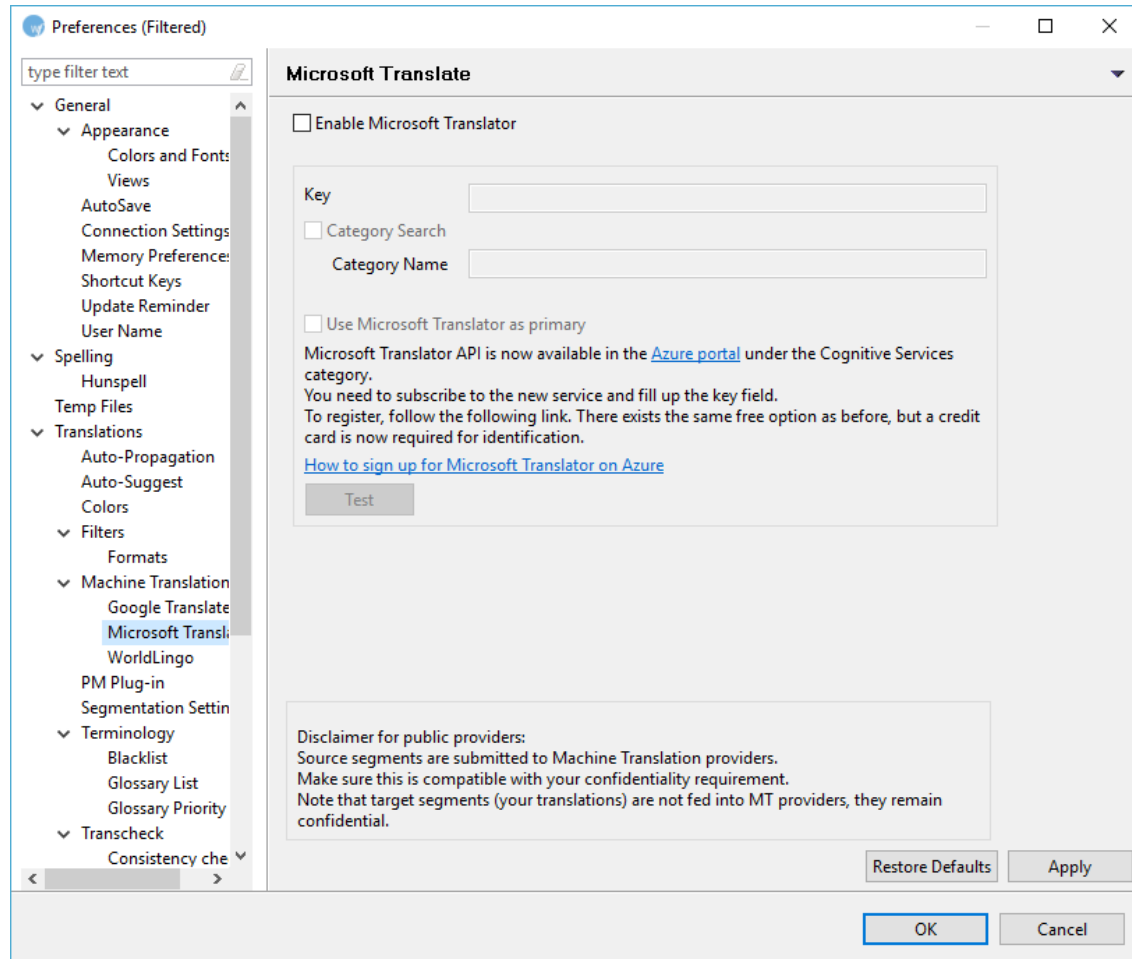 Preferences (Filtered)
type filter text
General
Appearance
Colors and Fonts
Views
AutoSave
Connection Settings
Memory Preferences
Shortcut Keys
Update Reminder
User Name
Spelling
Hunspell
Temp Files
Translations
Auto-Propagation
Auto-Suggest
Colors
Filters
Formats
Machine Translation
Google Translate
Microsoft Transla
WorldLingo
PM Plug-in
Segmentation Settin
Terminology
Blacklist
Glossary List
Glossary Priority
Transcheck
Consistency che
Microsoft Translate
Enable Microsoft Translator
Key
Category Search
Category Name
Use Microsoft Translator as primary
Microsoft Translator API is now available in the Azure portal under the Cognitive Services
category.
You need to subscribe to the new service and fill up the key field.
To register, follow the following link. There exists the same free option as before, but a credit
card is now required for identification.
How to sign up for Microsoft Translator on Azure
Test
Disclaimer for public providers:
Source segments are submitted to Machine Translation providers.
Make sure this is compatible with your confidentiality requirement.
Note that target segments (your translations) are not fed into MT providers, they remain
confidential.
Restore Defaults
Apply
OK
Cancel